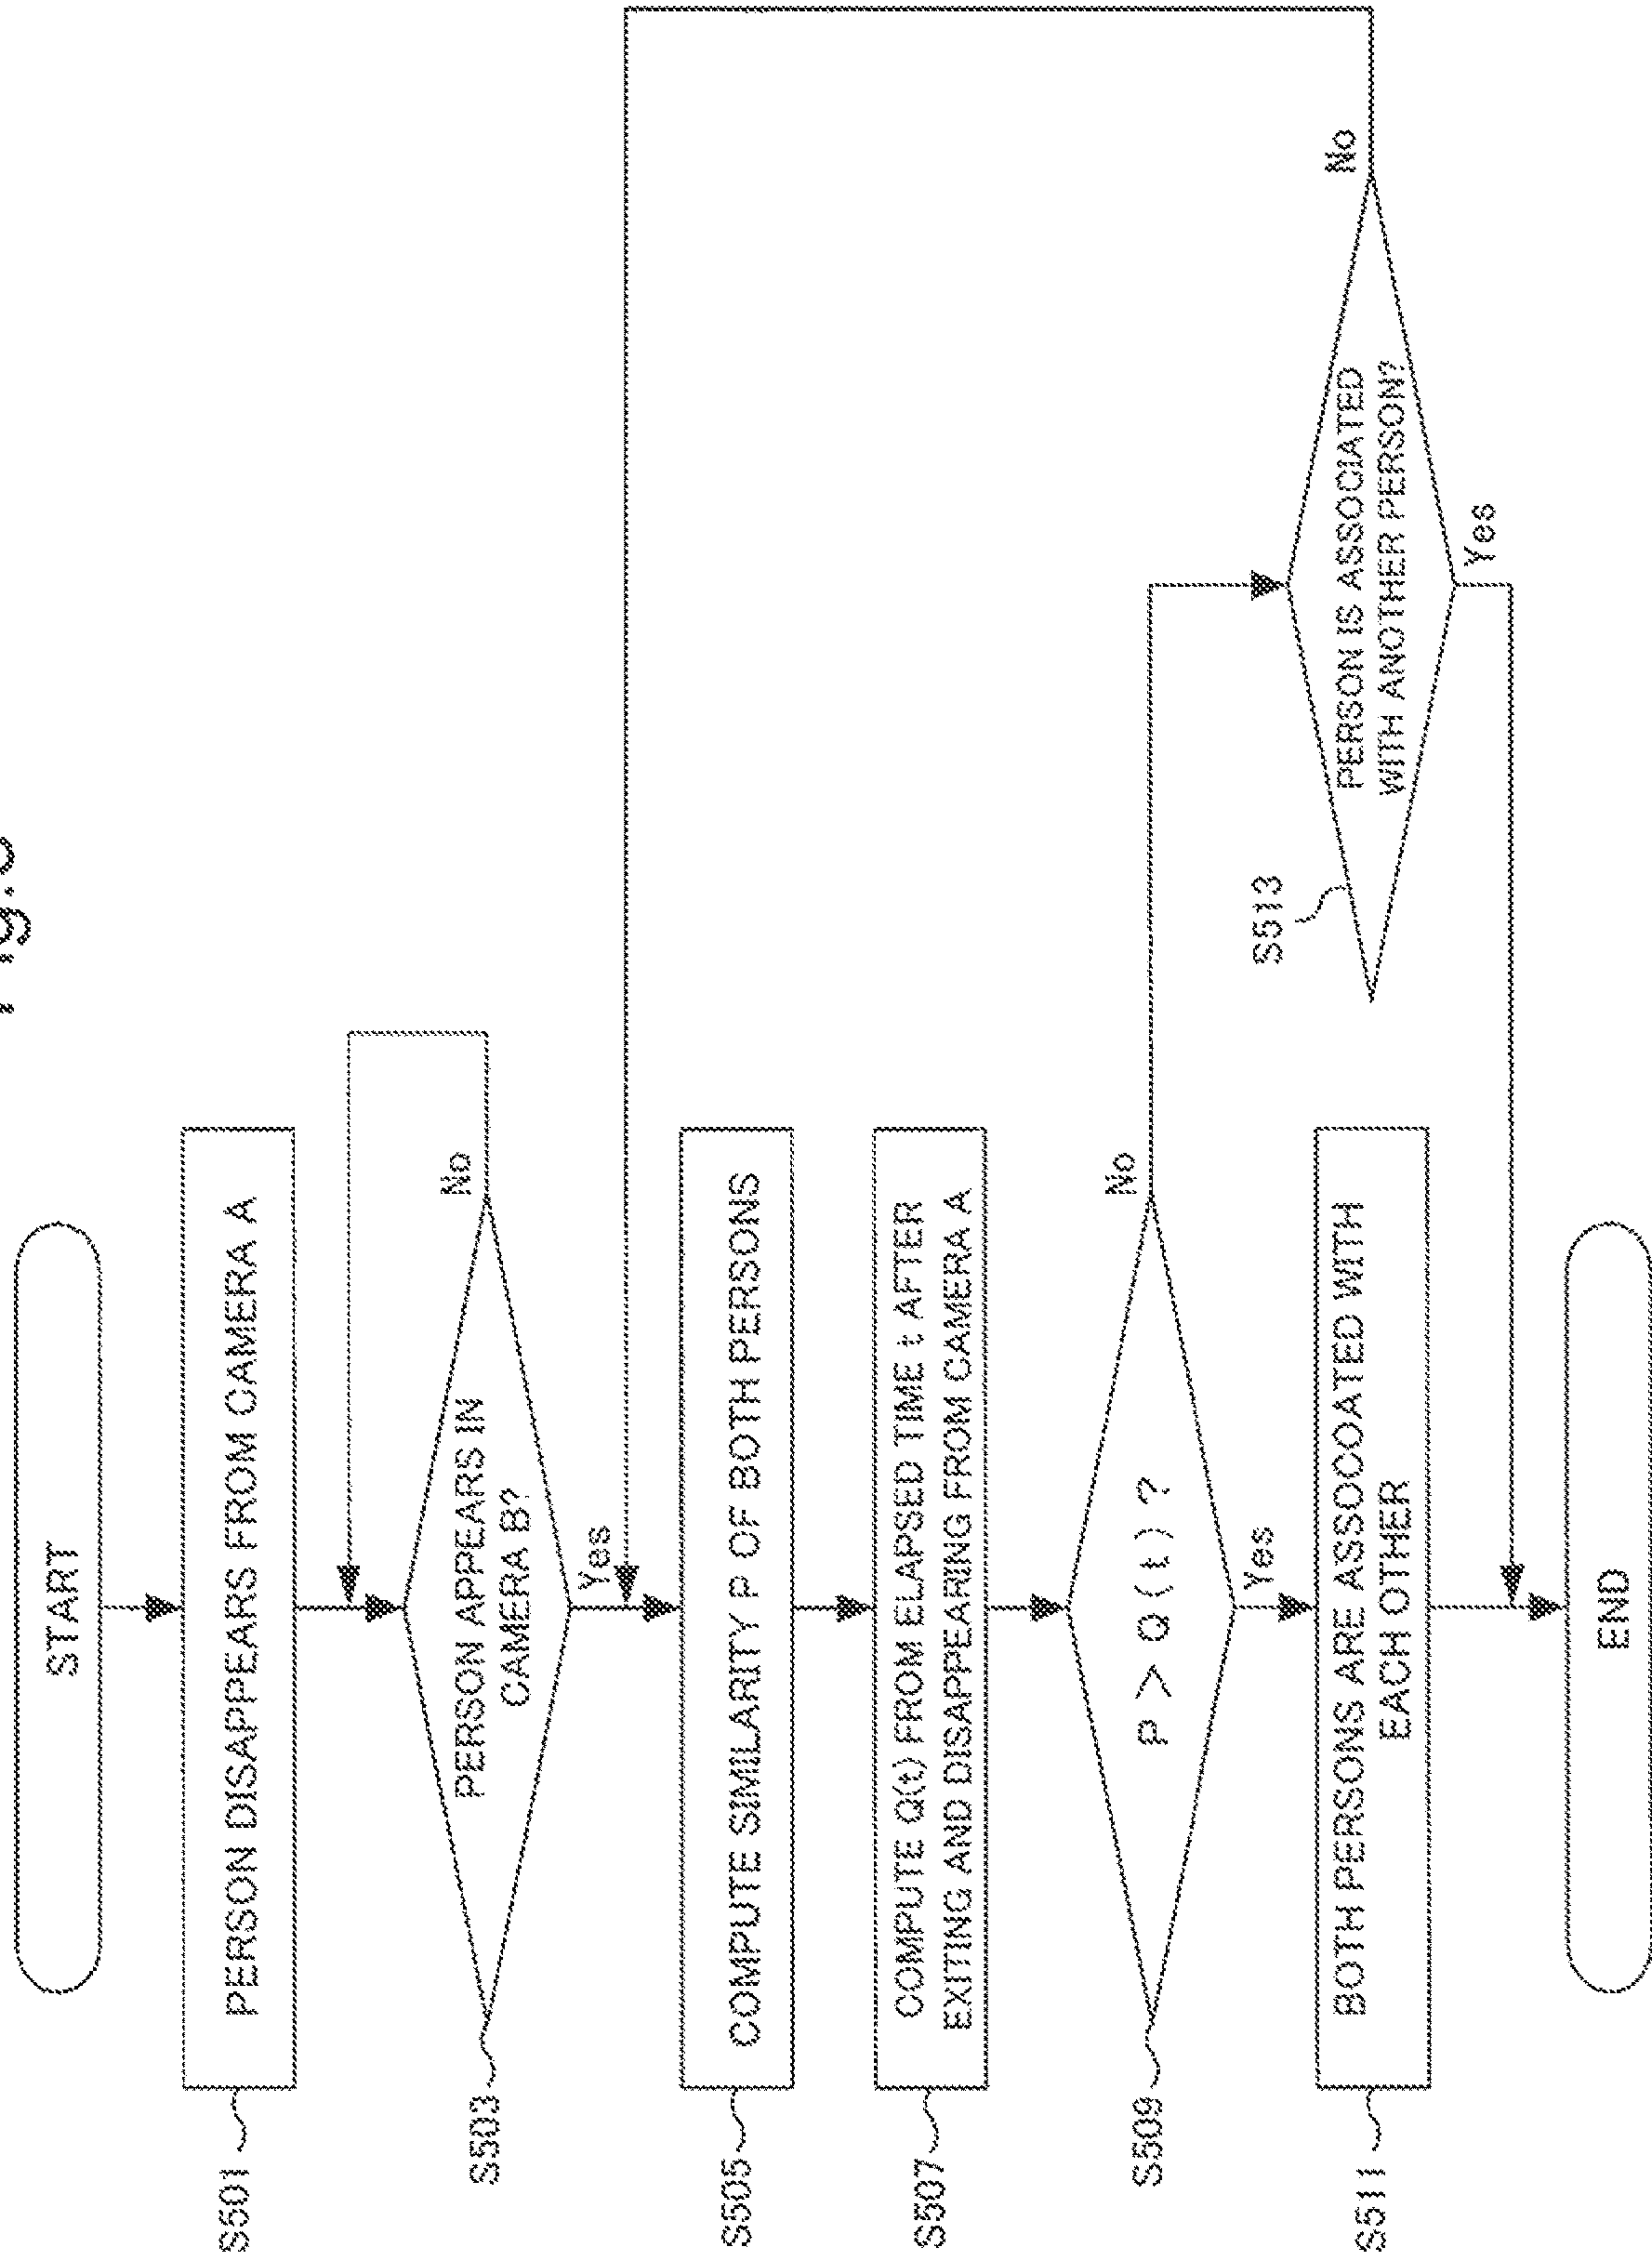 START
S501
PERSON DISAPPEARS FROM CAMERA A
S503
PERSON APPEARS IN
CAMERA B?
No
Yes
S505
COMPUTE SIMILARITY P OF BOTH PERSONS
S507
COMPUTE Q(t) FROM ELAPSED TIME t AFTER
EXITING AND DISAPPEARING FROM CAMERA A
S509
P > Q(t)?
No
Yes
S513
PERSON IS ASSOCIATED
WITH ANOTHER PERSON?
No
Yes
S511
BOTH PERSONS ARE ASSOCOATED WITH
EACH OTHER
END